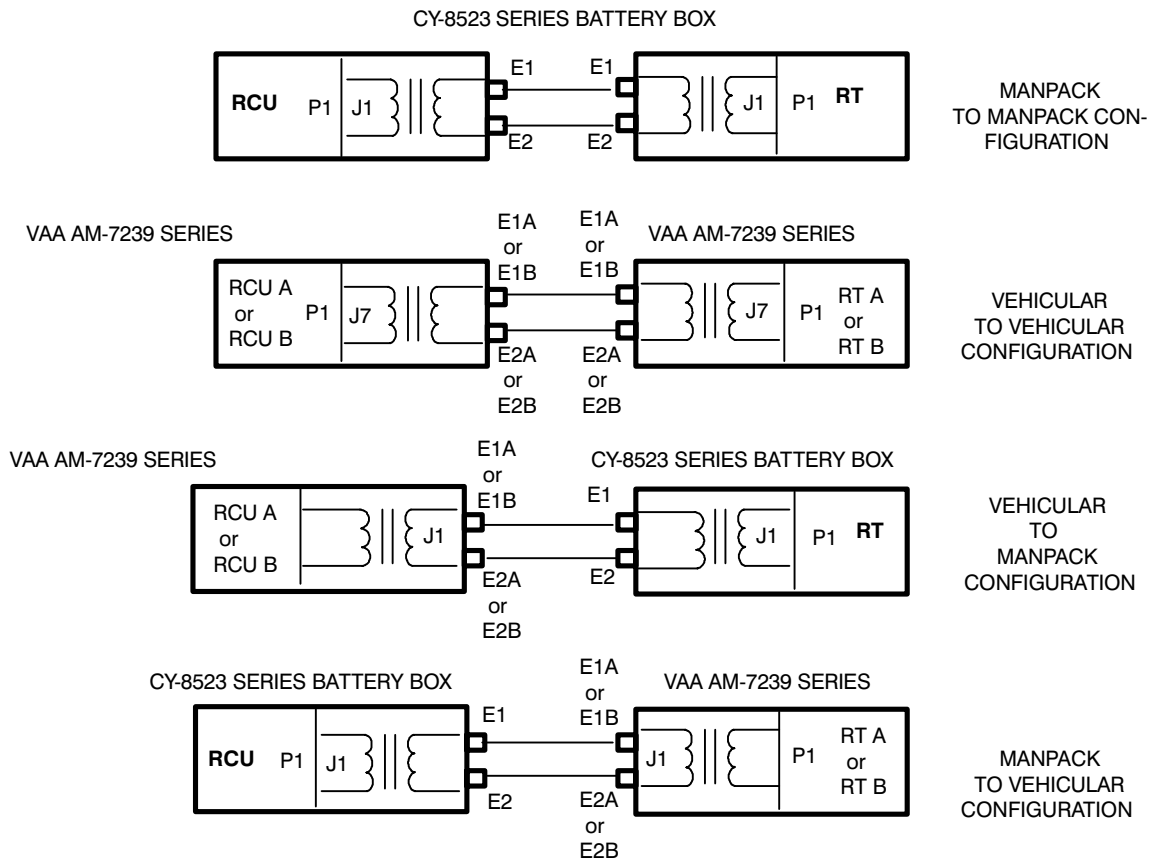 CY-8523 SERIES BATTERY BOX
RCU
P1
J1
E1
E2
E1
E2
J1
P1
RT
MANPACK
TO MANPACK CON-
FIGURATION
VAA AM-7239 SERIES
RCU A
or
RCU B
P1
J7
E1A
or
E1B
E2A
or
E2B
E1A
or
E1B
E2A
or
E2B
VAA AM-7239 SERIES
J7
P1
RT A
or
RT B
VEHICULAR
TO VEHICULAR
CONFIGURATION
VAA AM-7239 SERIES
RCU A
or
RCU B
J1
E1A
or
E1B
E2A
or
E2B
CY-8523 SERIES BATTERY BOX
E1
E2
J1
P1
RT
VEHICULAR
TO
MANPACK
CONFIGURATION
CY-8523 SERIES BATTERY BOX
RCU
P1
J1
E1
E2
E1A
or
E1B
E2A
or
E2B
VAA AM-7239 SERIES
J1
P1
RT A
or
RT B
MANPACK
TO VEHICULAR
CONFIGURATION